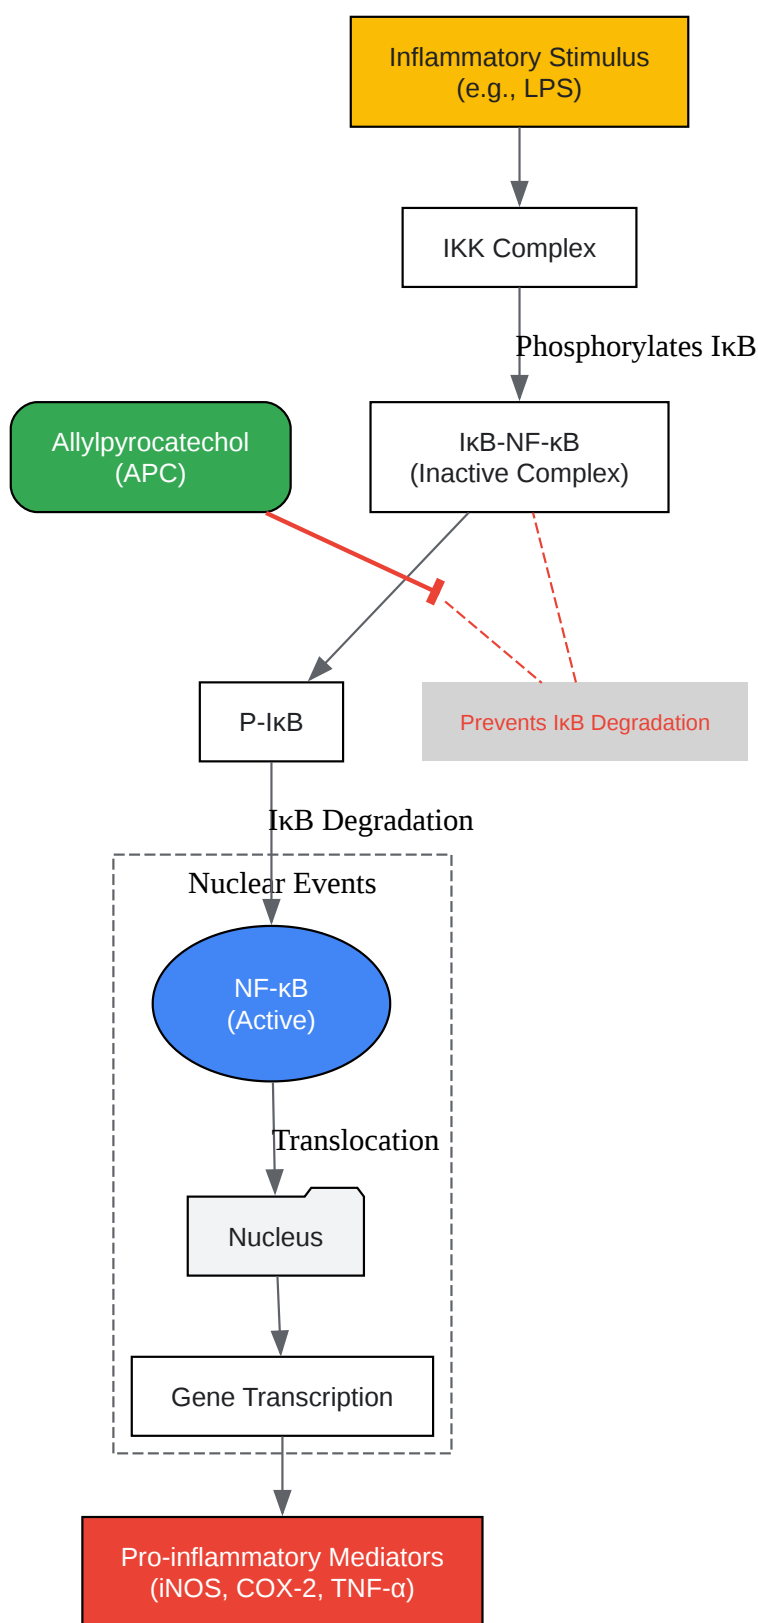 Inflammatory Stimulus
(e.g., LPS)
IKK Complex
Phosphorylates IκB
Allylpyrocatechol
(APC)
IκB-NF-κB
(Inactive Complex)
P-IκB
Prevents IκB Degradation
IκB Degradation
Nuclear Events
NF-κB
(Active)
Translocation
Nucleus
Gene Transcription
Pro-inflammatory Mediators
(iNOS, COX-2, TNF-α)